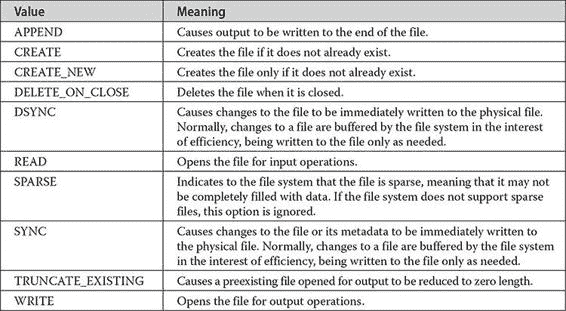 Value Meaning
APPEND Causes output to be written to the end of the file.
CREATE Creates the file if it does not already exist.
CREATE_NEW Creates the file only if it does not already exist.
DELETE_ON_CLOSE Deletes the file when it is closed.
DSYNC Causes changes to the file to be immediately written to the physical file.
Normally, changes to a file are buffered by the file system in the interest
of efficiency, being written to the file only as needed.
READ Opens the file for input operations.
SPARSE Indicates to the file system that the file is sparse, meaning that it may not
be completely filled with data. If the file system does not support sparse
files, this option is ignored.
SYNC Causes changes to the file or its metadata to be immediately written to
the physical file. Normally, changes to a file are buffered by the file system
in the interest of efficiency, being written to the file only as needed.
TRUNCATE_EXISTING Causes a preexisting file opened for output to be reduced to zero length.
WRITE Opens the file for output operations.